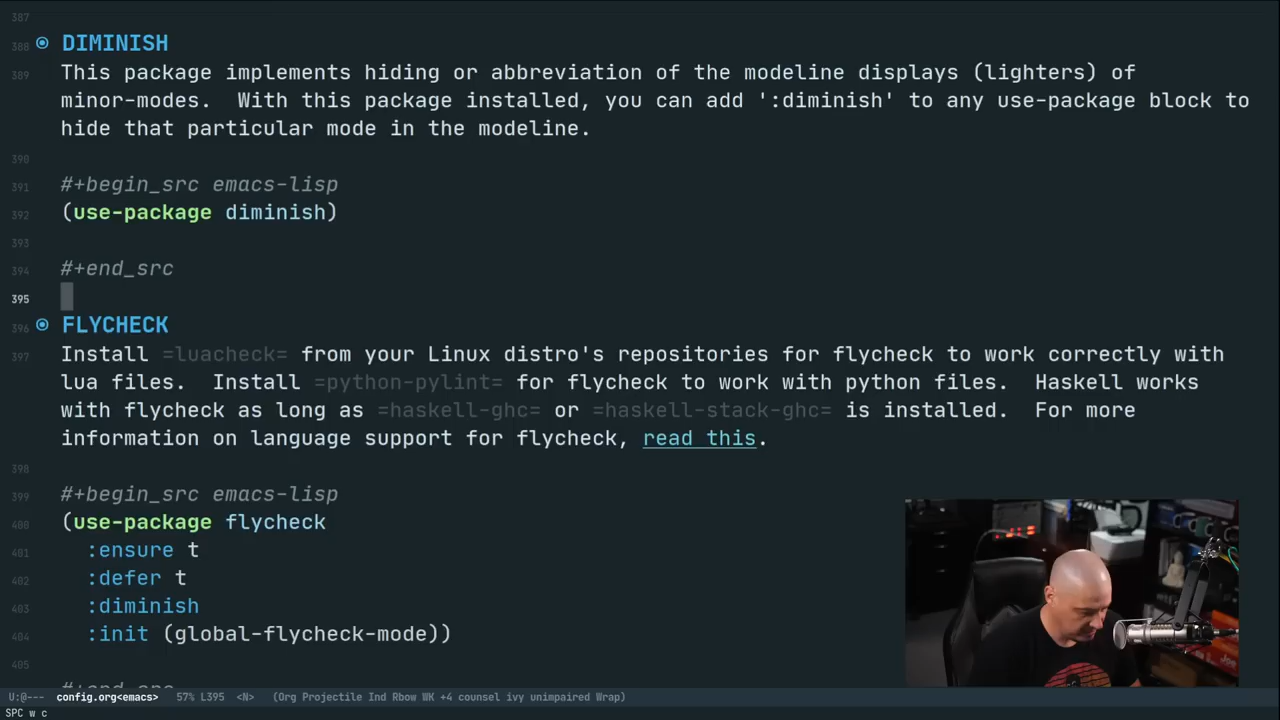 387
388 DIMINISH
389 This package implements hiding or abbreviation of the modeline displays (lighters) of
minor-modes.  With this package installed, you can add ':diminish' to any use-package block to
hide that particular mode in the modeline.
390
391 #+begin_src emacs-lisp
392 (use-package diminish)
393
394 #+end_src
395
396 FLYCHECK
397 Install =luacheck= from your Linux distro's repositories for flycheck to work correctly with
lua files.  Install =python-pylint= for flycheck to work with python files.  Haskell works
with flycheck as long as =haskell-ghc= or =haskell-stack-ghc= is installed.  For more
information on language support for flycheck, read this.
398
399 #+begin_src emacs-lisp
400 (use-package flycheck
401   :ensure t
402   :defer t
403   :diminish
404   :init (global-flycheck-mode))
405
#+end_src
U:@--- config.org<emacs> 57% L395 <N> (Org Projectile Ind Rbow WK +4 counsel ivy unimpaired Wrap)
SPC w c